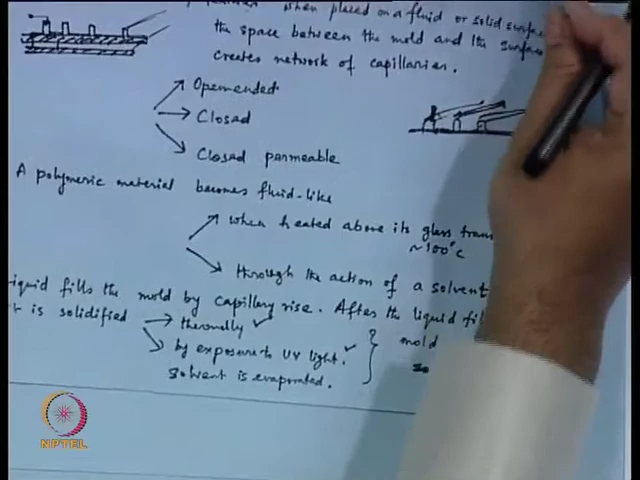 when placed on a fluid or solid surface
the space between the mold and the surface
creates network of capillaries.
Openended
Closed
Closed permeable
A polymeric material becomes fluid-like
when heated above its glass trans
~100°C
through the action of a solvent
liquid fills the mold by capillary rise. After the liquid fil
is solidified
thermally ✓
by exposure to UV light. ✓
mold
solvent is evaporated.
NPTEL